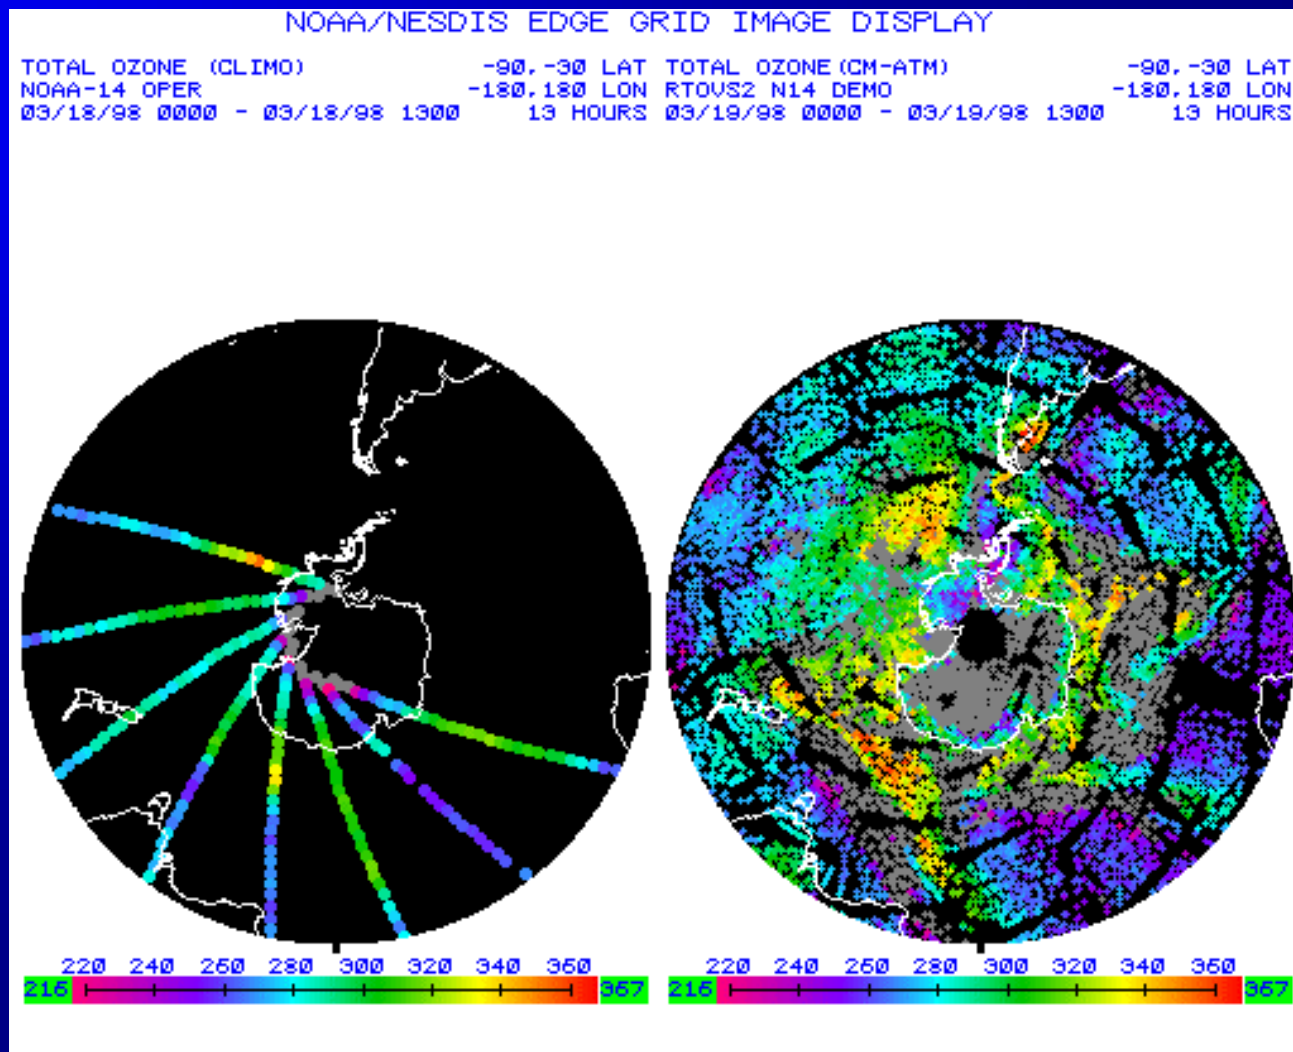 NOAA/NESDIS EDGE GRID IMAGE DISPLAY
TOTAL OZONE (CLIMO) -90,-30 LAT
NOAA-14 OPER -180,180 LON
03/18/98 0000 - 03/18/98 1300 13 HOURS
TOTAL OZONE(CM-ATM) -90,-30 LAT
RTOVS2 N14 DEMO -180,180 LON
03/19/98 0000 - 03/19/98 1300 13 HOURS
220 240 260 280 300 320 340 360
216 367
220 240 260 280 300 320 340 360
216 367